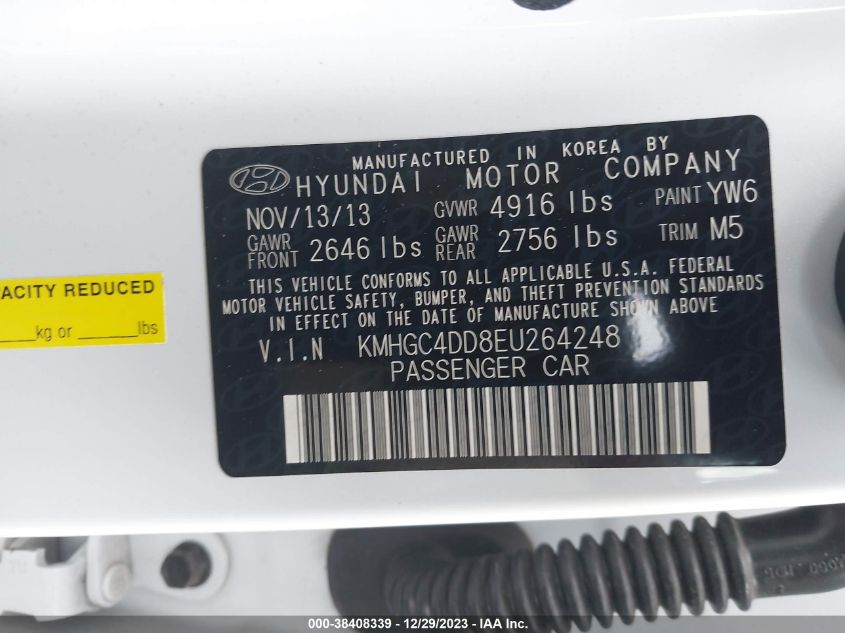 MANUFACTURED IN KOREA BY
HYUNDAI MOTOR COMPANY
NOV/13/13 GVWR 4916 lbs PAINT YW6
GAWR FRONT 2646 lbs GAWR REAR 2756 lbs TRIM M5
THIS VEHICLE CONFORMS TO ALL APPLICABLE U.S.A. FEDERAL
MOTOR VEHICLE SAFETY, BUMPER, AND THEFT PREVENTION STANDARDS
IN EFFECT ON THE DATE OF MANUFACTURE SHOWN ABOVE
V.I.N KMHGC4DD8EU264248
PASSENGER CAR
ACITY REDUCED
kg or lbs
000-38408339 - 12/29/2023 - IAA Inc.